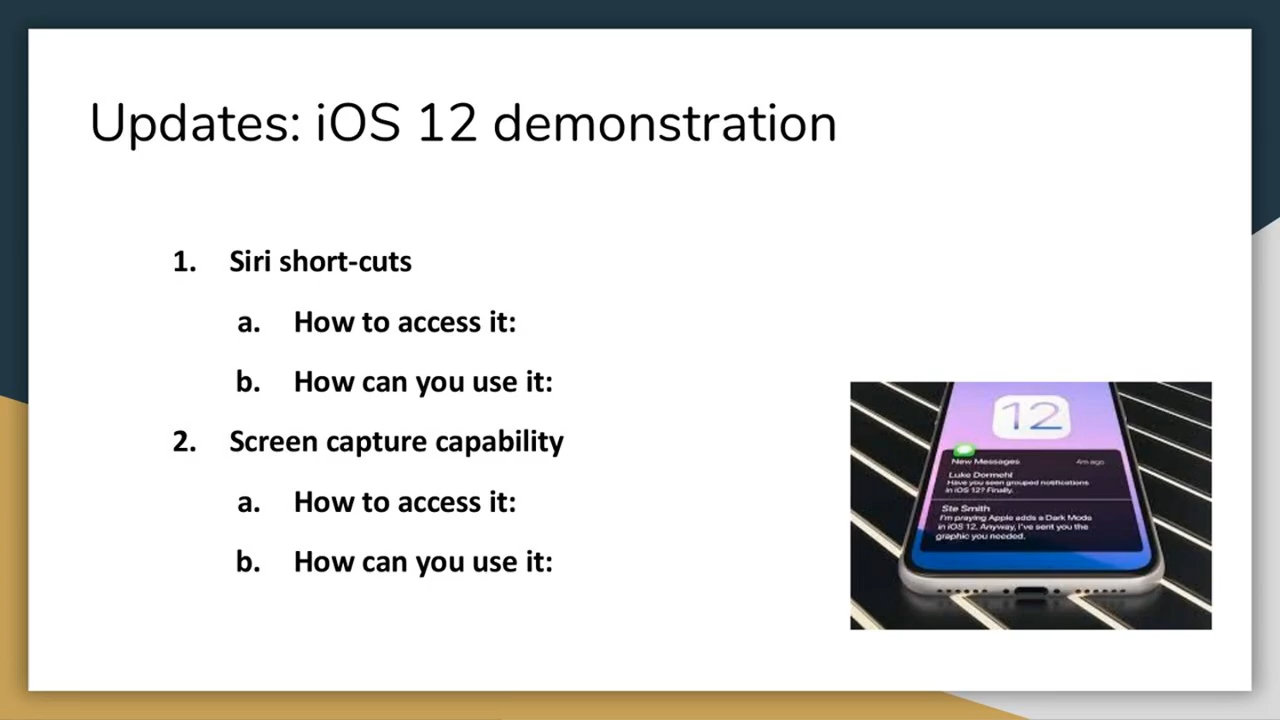 Updates: iOS 12 demonstration
1. Siri short-cuts
a. How to access it:
b. How can you use it:
2. Screen capture capability
a. How to access it:
b. How can you use it:
12
New Messages 4m ago
Luke Dormehl
Have you seen grouped notifications
in iOS 12? Finally.
Ste Smith
I'm praying Apple adds a Dark Mode
in iOS 12. Anyway, I've sent you the
graphic you needed.